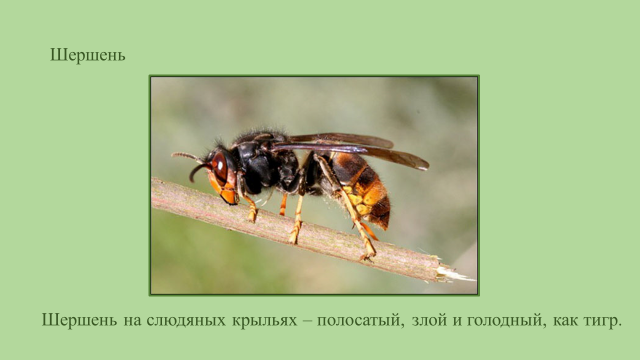 Шершень
Шершень на слюдяных крыльях – полосатый, злой и голодный, как тигр.